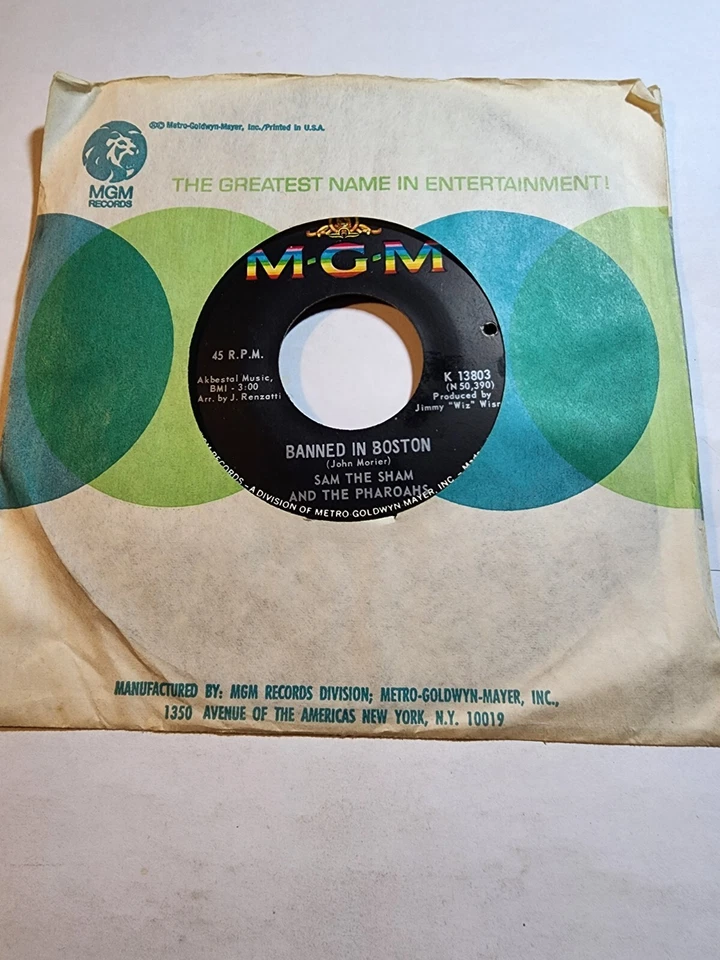 ℗© Metro-Goldwyn-Mayer, Inc./Printed in U.S.A.
MGM
RECORDS
THE GREATEST NAME IN ENTERTAINMENT!
M-G-M
45 R.P.M.
Akbestal Music,
BMI - 3:00
Arr. by J. Renzatti
K 13803
(N 50,390)
Produced by
Jimmy "Wiz" Wisn
BANNED IN BOSTON
(John Morier)
SAM THE SHAM
AND THE PHAROAHS
RECORDS - A DIVISION OF METRO GOLDWYN MAYER, INC. -
MANUFACTURED BY: MGM RECORDS DIVISION; METRO-GOLDWYN-MAYER, INC.,
1350 AVENUE OF THE AMERICAS NEW YORK, N.Y. 10019